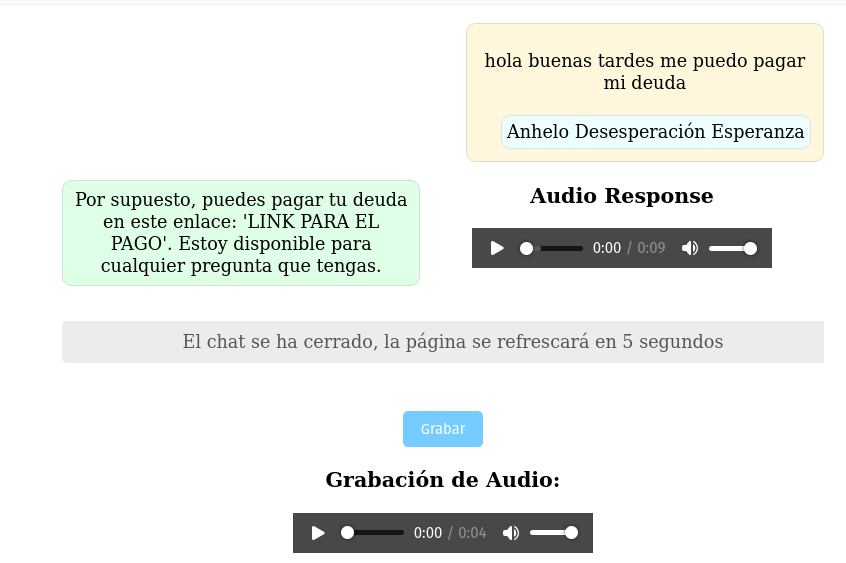 hola buenas tardes me puedo pagar
mi deuda
Anhelo Desesperación Esperanza
Por supuesto, puedes pagar tu deuda
en este enlace: 'LINK PARA EL
PAGO'. Estoy disponible para
cualquier pregunta que tengas.
Audio Response
0:00 / 0:09
El chat se ha cerrado, la página se refrescará en 5 segundos
Grabar
Grabación de Audio:
0:00 / 0:04